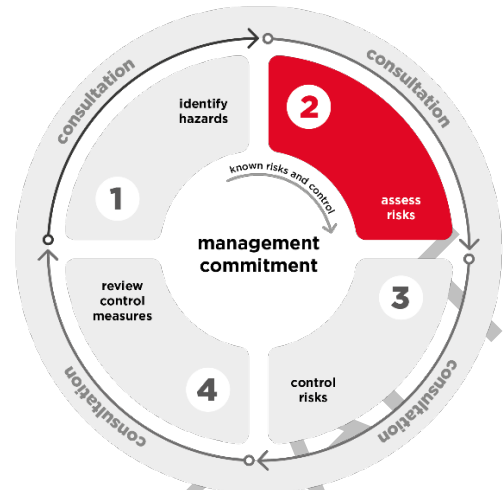 consultation
consultation
identify
hazards
1
2
assess
risks
known risks and control
management
commitment
review
control
measures
4
3
control
risks
consultation
consultation